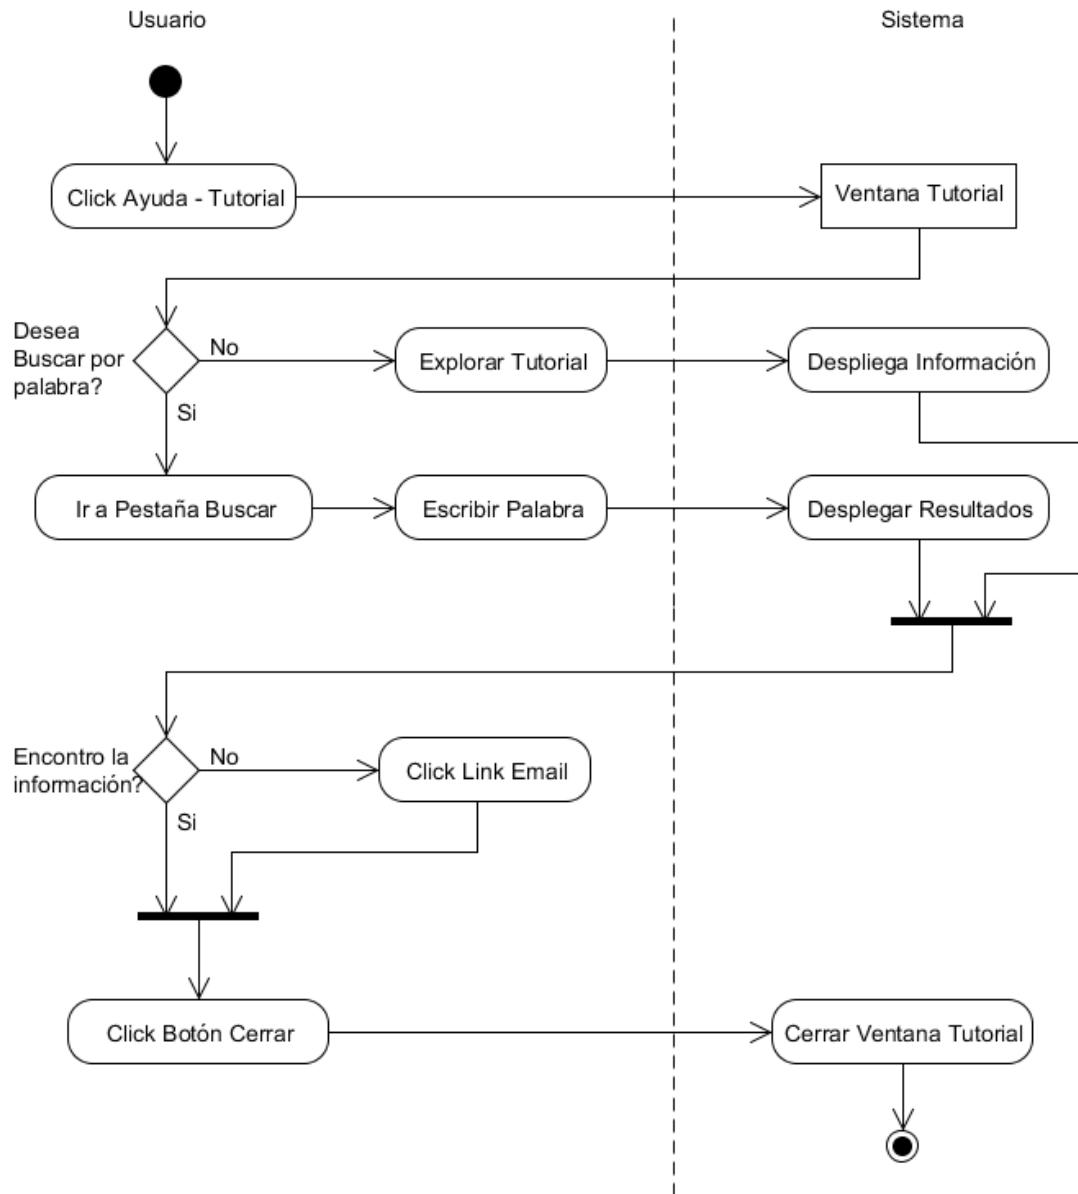 Usuario
Sistema
Click Ayuda - Tutorial
Ventana Tutorial
Desea
Buscar por
palabra?
No
Explorar Tutorial
Despliega Información
Si
Ir a Pestaña Buscar
Escribir Palabra
Desplegar Resultados
Encontro la
información?
No
Click Link Email
Si
Click Botón Cerrar
Cerrar Ventana Tutorial